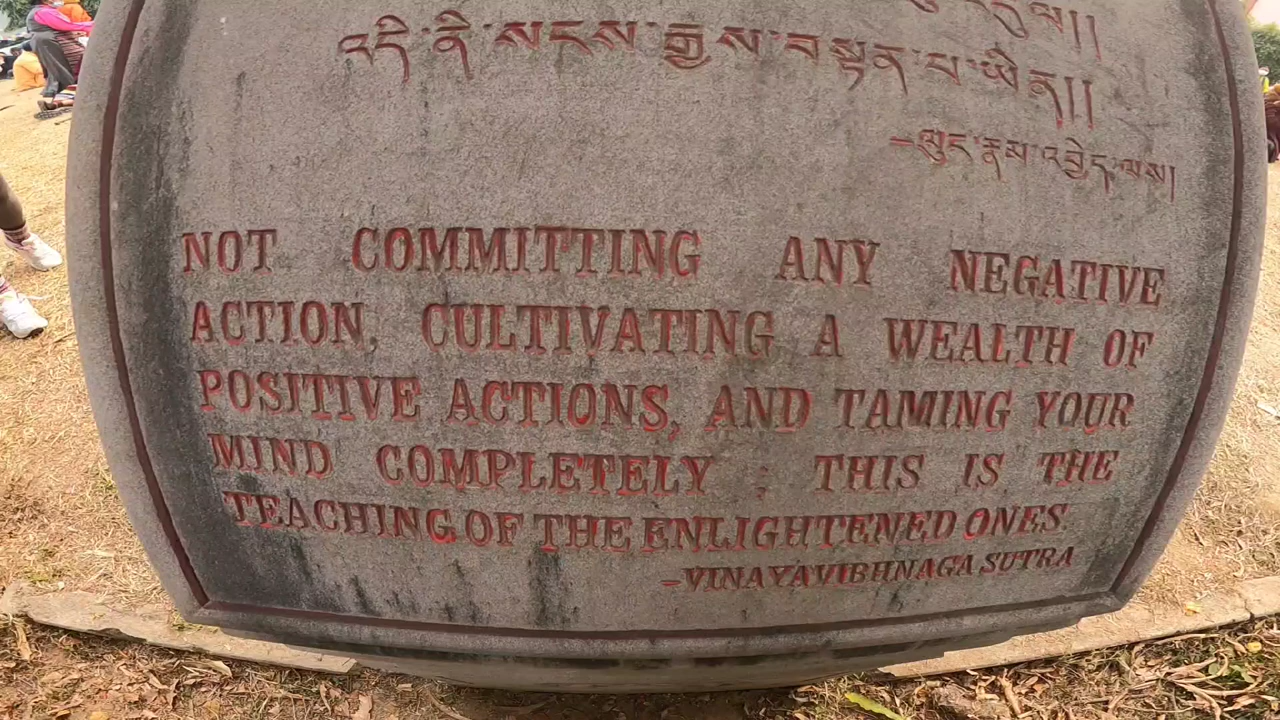 འདི་ནི་སངས་རྒྱས་བསྟན་པ་ཡིན།།
–ལུང་རྣམ་འབྱེད་ལས།
NOT COMMITTING ANY NEGATIVE
ACTION, CULTIVATING A WEALTH OF
POSITIVE ACTIONS, AND TAMING YOUR
MIND COMPLETELY ; THIS IS THE
TEACHING OF THE ENLIGHTENED ONES.
–VINAYAVIBHNAGA SUTRA